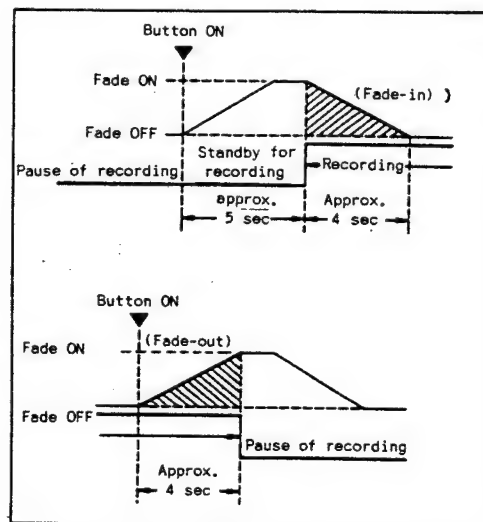 Button ON
Fade ON
(Fade-in) )
Fade OFF
Standby for
recording
Pause of recording
Recording
approx.
5 sec
Approx.
4 sec
Button ON
Fade ON
(Fade-out)
Fade OFF
Pause of recording
Approx.
4 sec